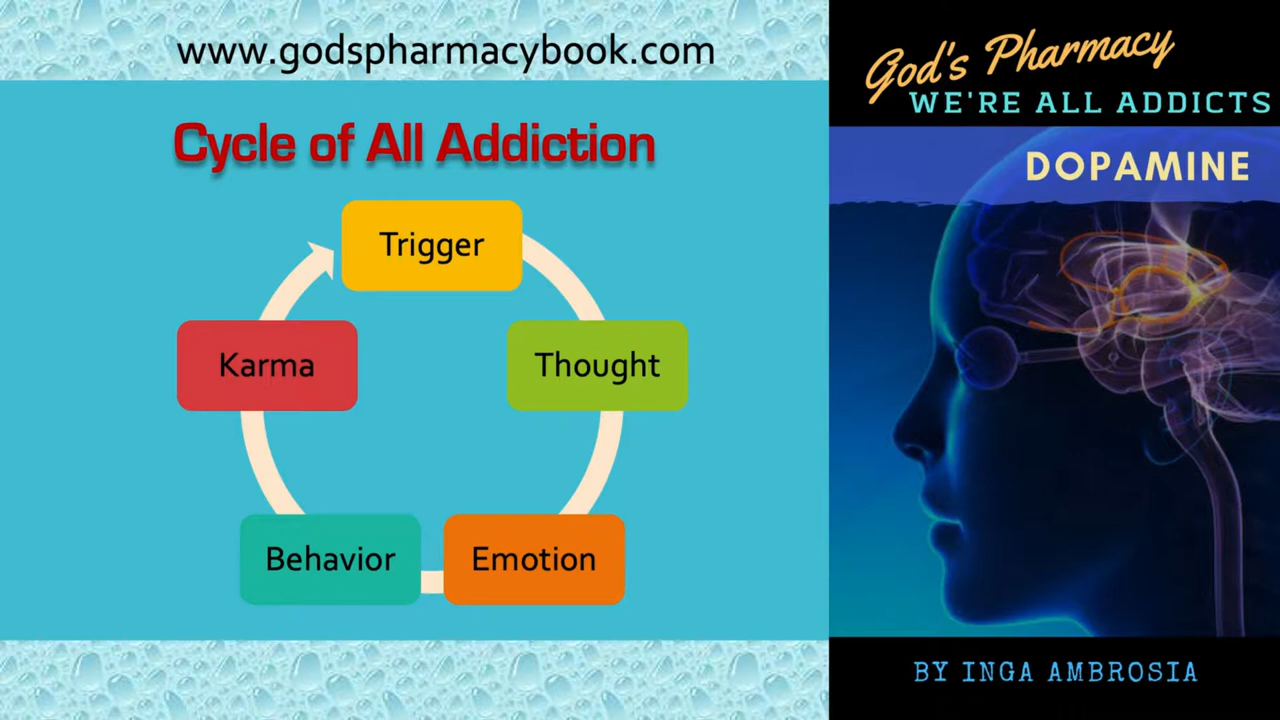 www.godspharmacybook.com
Cycle of All Addiction
Trigger
Thought
Emotion
Behavior
Karma
God's Pharmacy
WE'RE ALL ADDICTS
DOPAMINE
BY INGA AMBROSIA